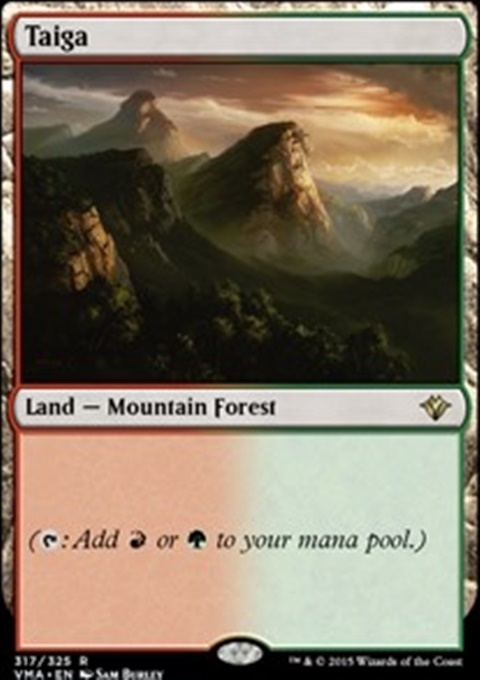 Taiga
Land — Mountain Forest
( : Add or to your mana pool.)
317/325 R
™ & © 2015 Wizards of the Coast
VMA • EN Sam Burley